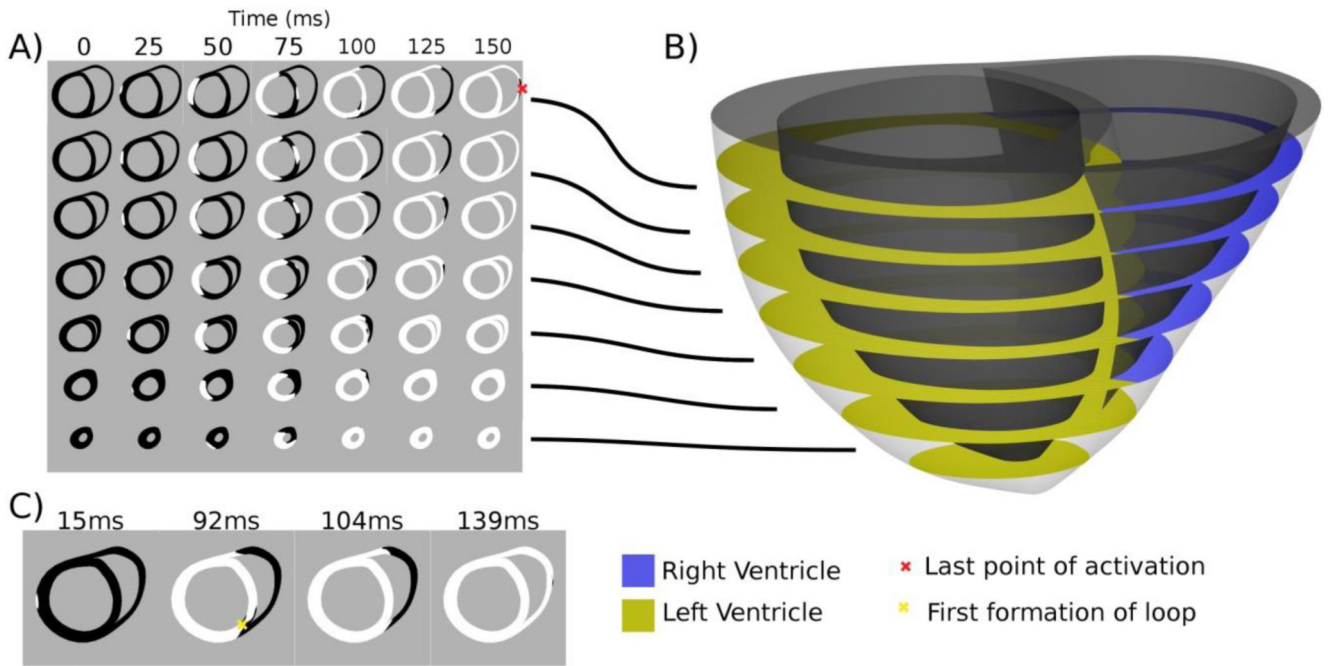 Time (ms)
A)
B)
0 25 50 75 100 125 150
C)
15ms 92ms 104ms 139ms
Right Ventricle
Last point of activation
Left Ventricle
First formation of loop